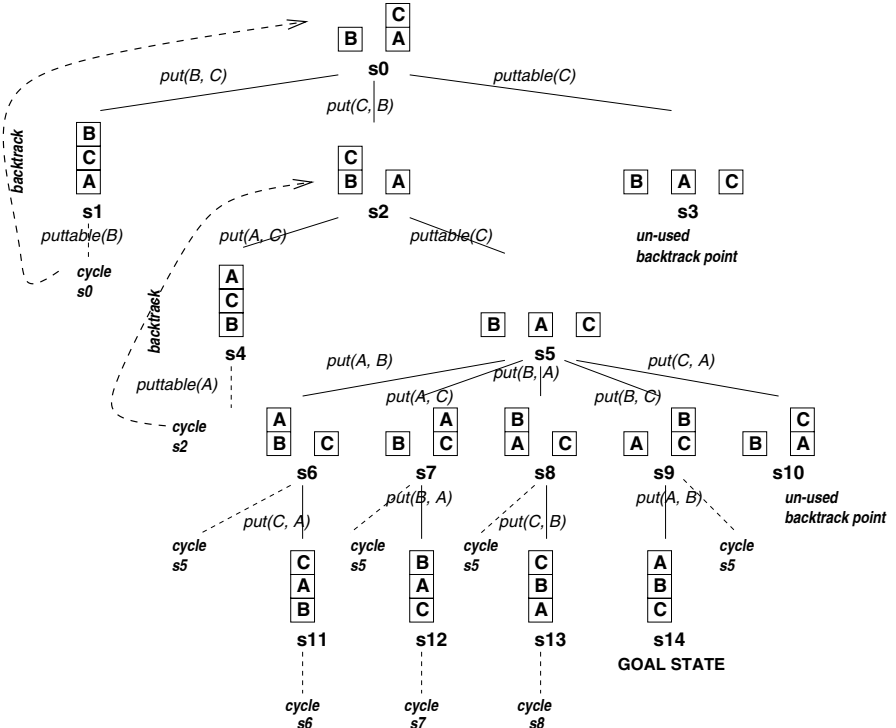 C
B A
s0
put(B, C)
put(C, B)
puttable(C)
backtrack
B
C
A
s1
puttable(B)
cycle
s0
C
B A
s2
B A C
s3
un-used
backtrack point
put(A, C)
puttable(C)
backtrack
A
C
B
s4
puttable(A)
cycle
s2
B A C
s5
put(A, B)
put(A, C)
put(B, A)
put(B, C)
put(C, A)
A
B C
s6
A
B C
s7
B
A C
s8
B
A C
s9
C
B A
s10
un-used
backtrack point
cycle
s5
put(C, A)
cycle
s5
put(B, A)
cycle
s5
put(C, B)
put(A, B)
cycle
s5
C
A
B
s11
B
A
C
s12
C
B
A
s13
A
B
C
s14
GOAL STATE
cycle
s6
cycle
s7
cycle
s8